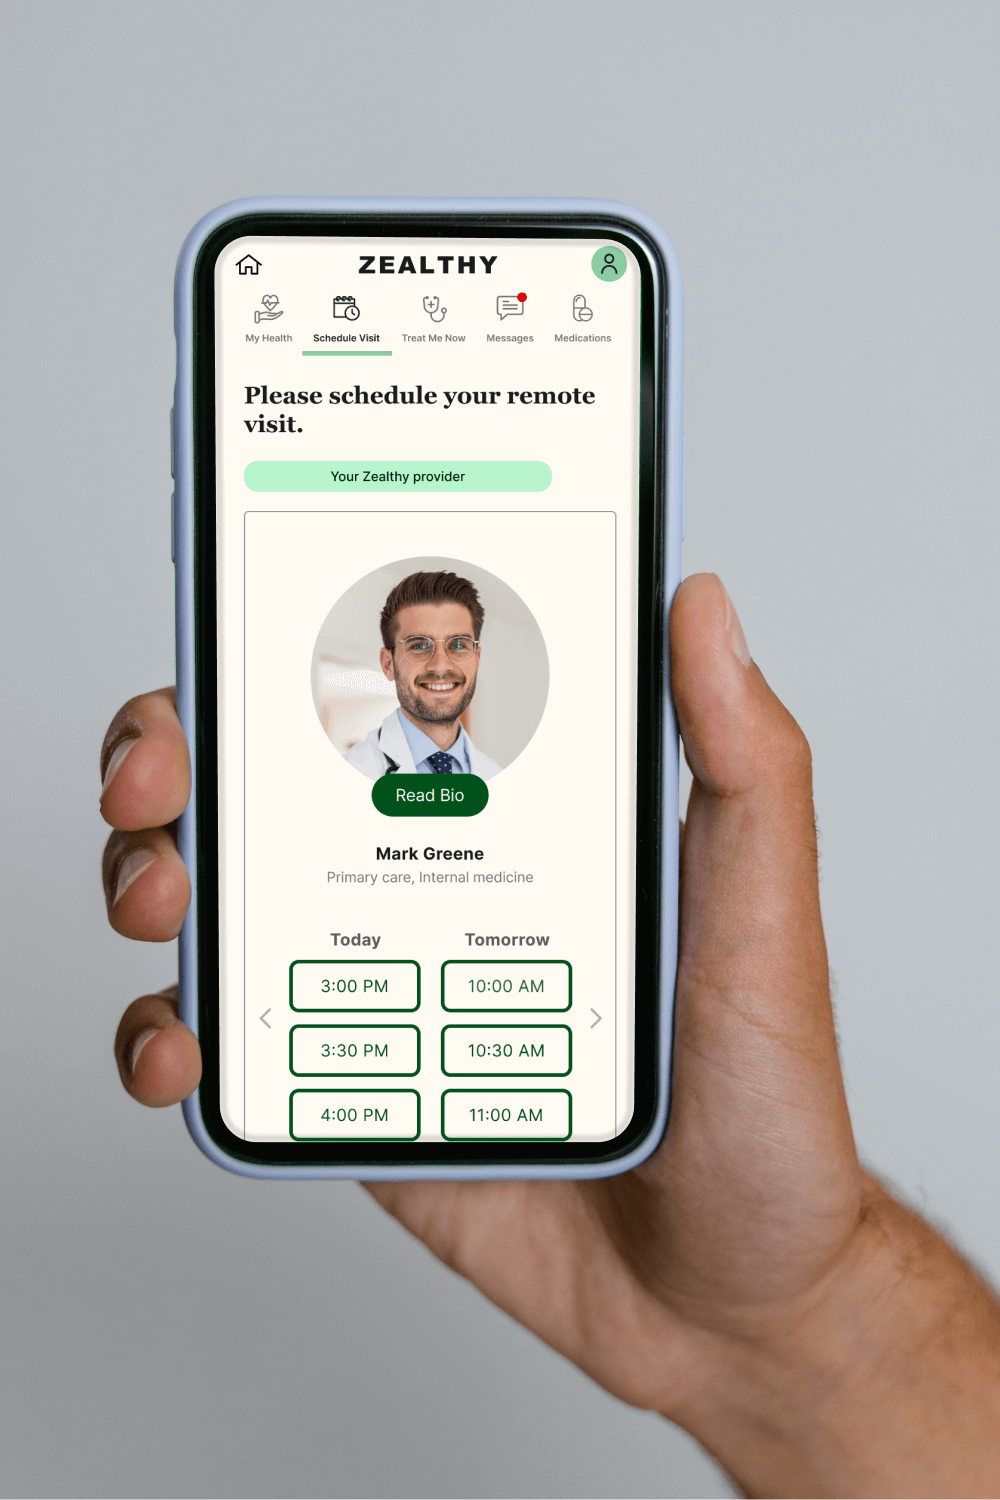 ZEALTHY
My Health Schedule Visit Treat Me Now Messages Medications
Please schedule your remote
visit.
Your Zealthy provider
Read Bio
Mark Greene
Primary care, Internal medicine
Today Tomorrow
3:00 PM 10:00 AM
3:30 PM 10:30 AM
4:00 PM 11:00 AM